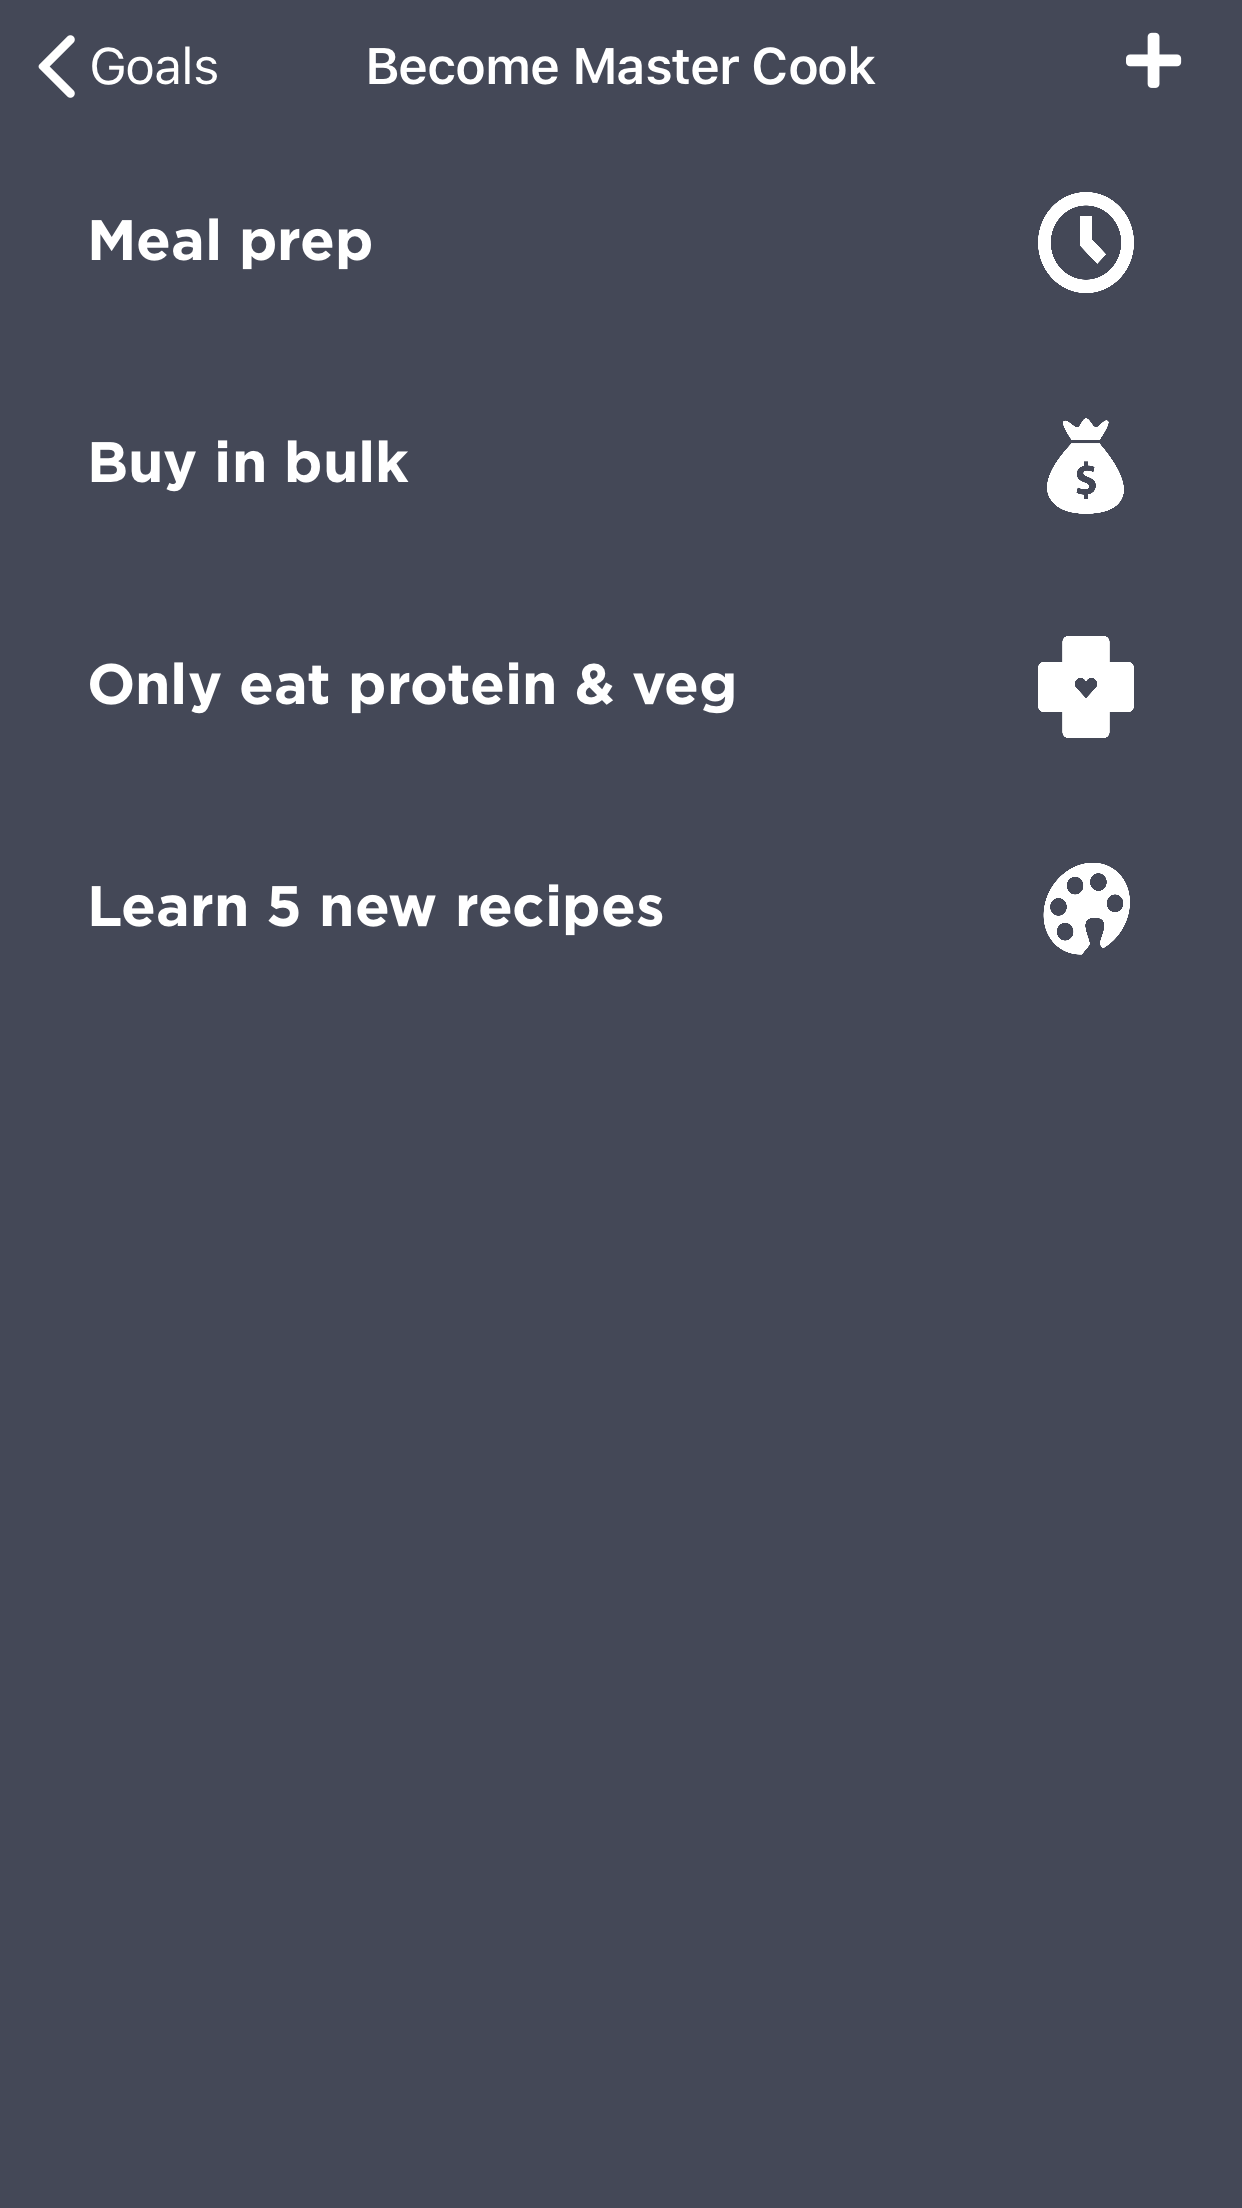 Goals
Become Master Cook
Meal prep
Buy in bulk
$
Only eat protein & veg
Learn 5 new recipes